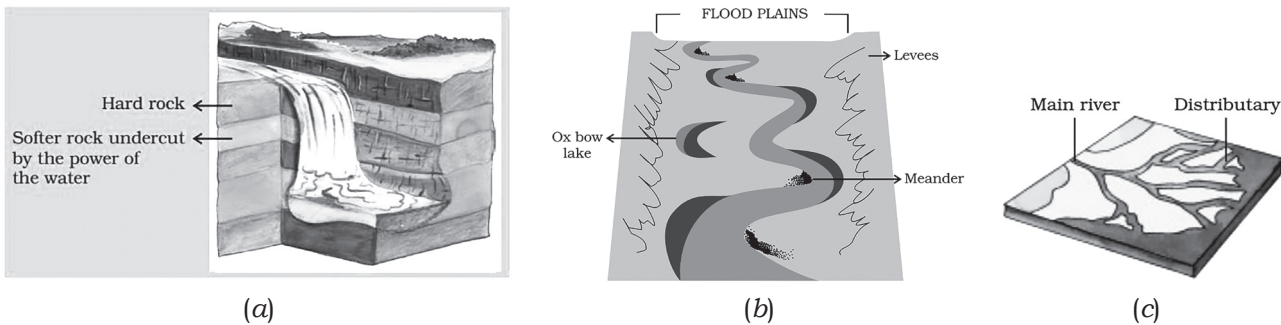 Hard rock
Softer rock undercut
by the power of
the water
(a)
FLOOD PLAINS
Levees
Ox bow
lake
Meander
(b)
Main river
Distributary
(c)